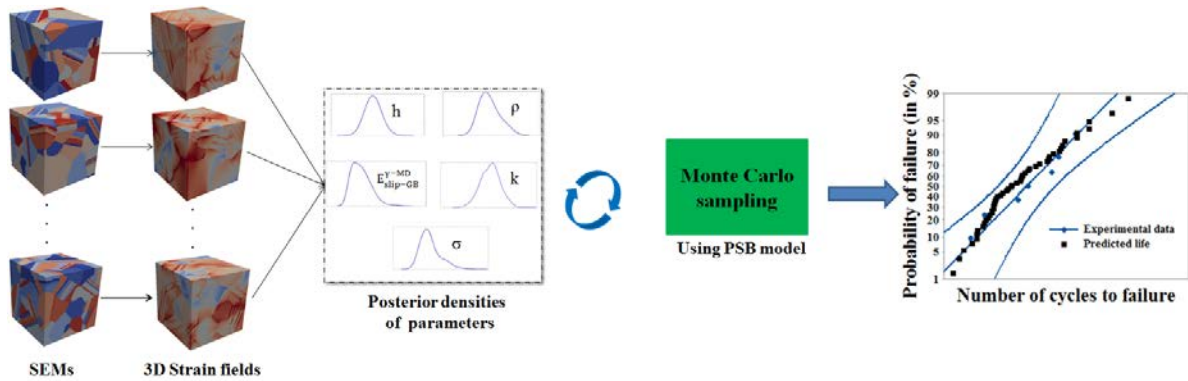 h
ρ
E^{γ−MD}_{slip−GB}
k
σ
Posterior densities
of parameters
SEMs
3D Strain fields
Monte Carlo
sampling
Using PSB model
Probability of failure (in %)
99
95
90
80
70
60
50
40
30
20
10
5
1
Experimental data
Predicted life
Number of cycles to failure